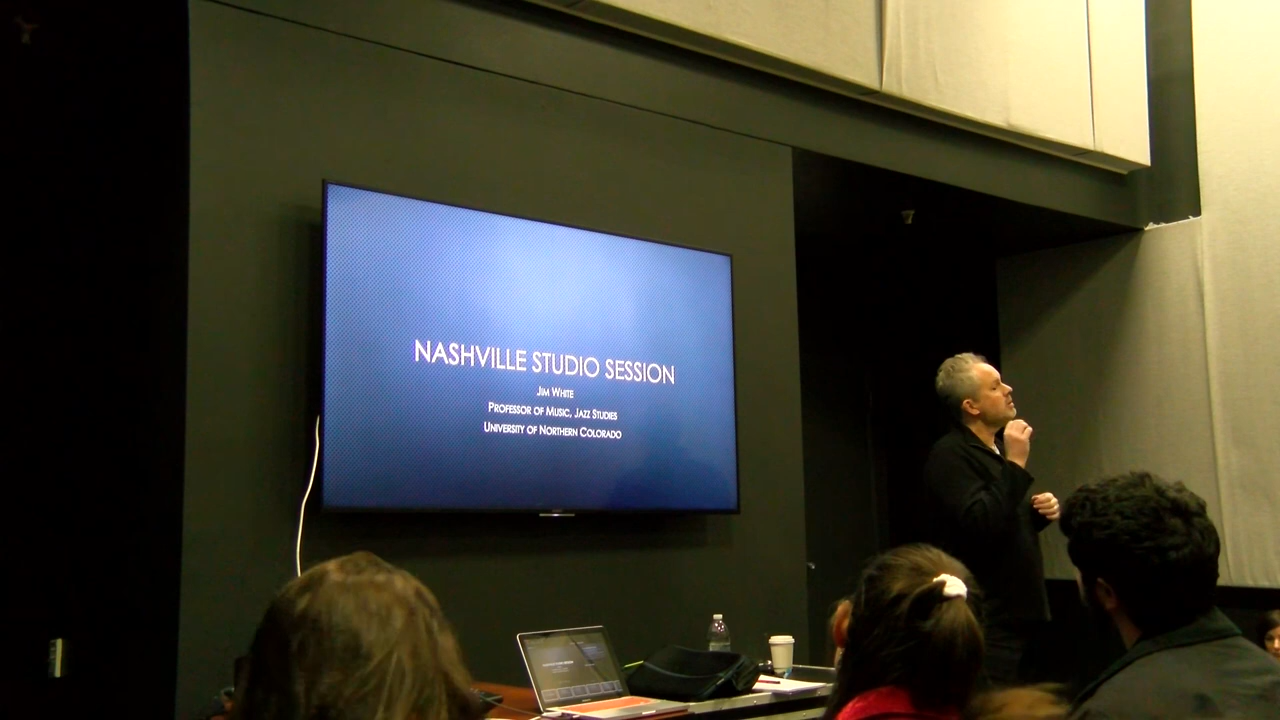 NASHVILLE STUDIO SESSION
JIM WHITE
PROFESSOR OF MUSIC, JAZZ STUDIES
UNIVERSITY OF NORTHERN COLORADO